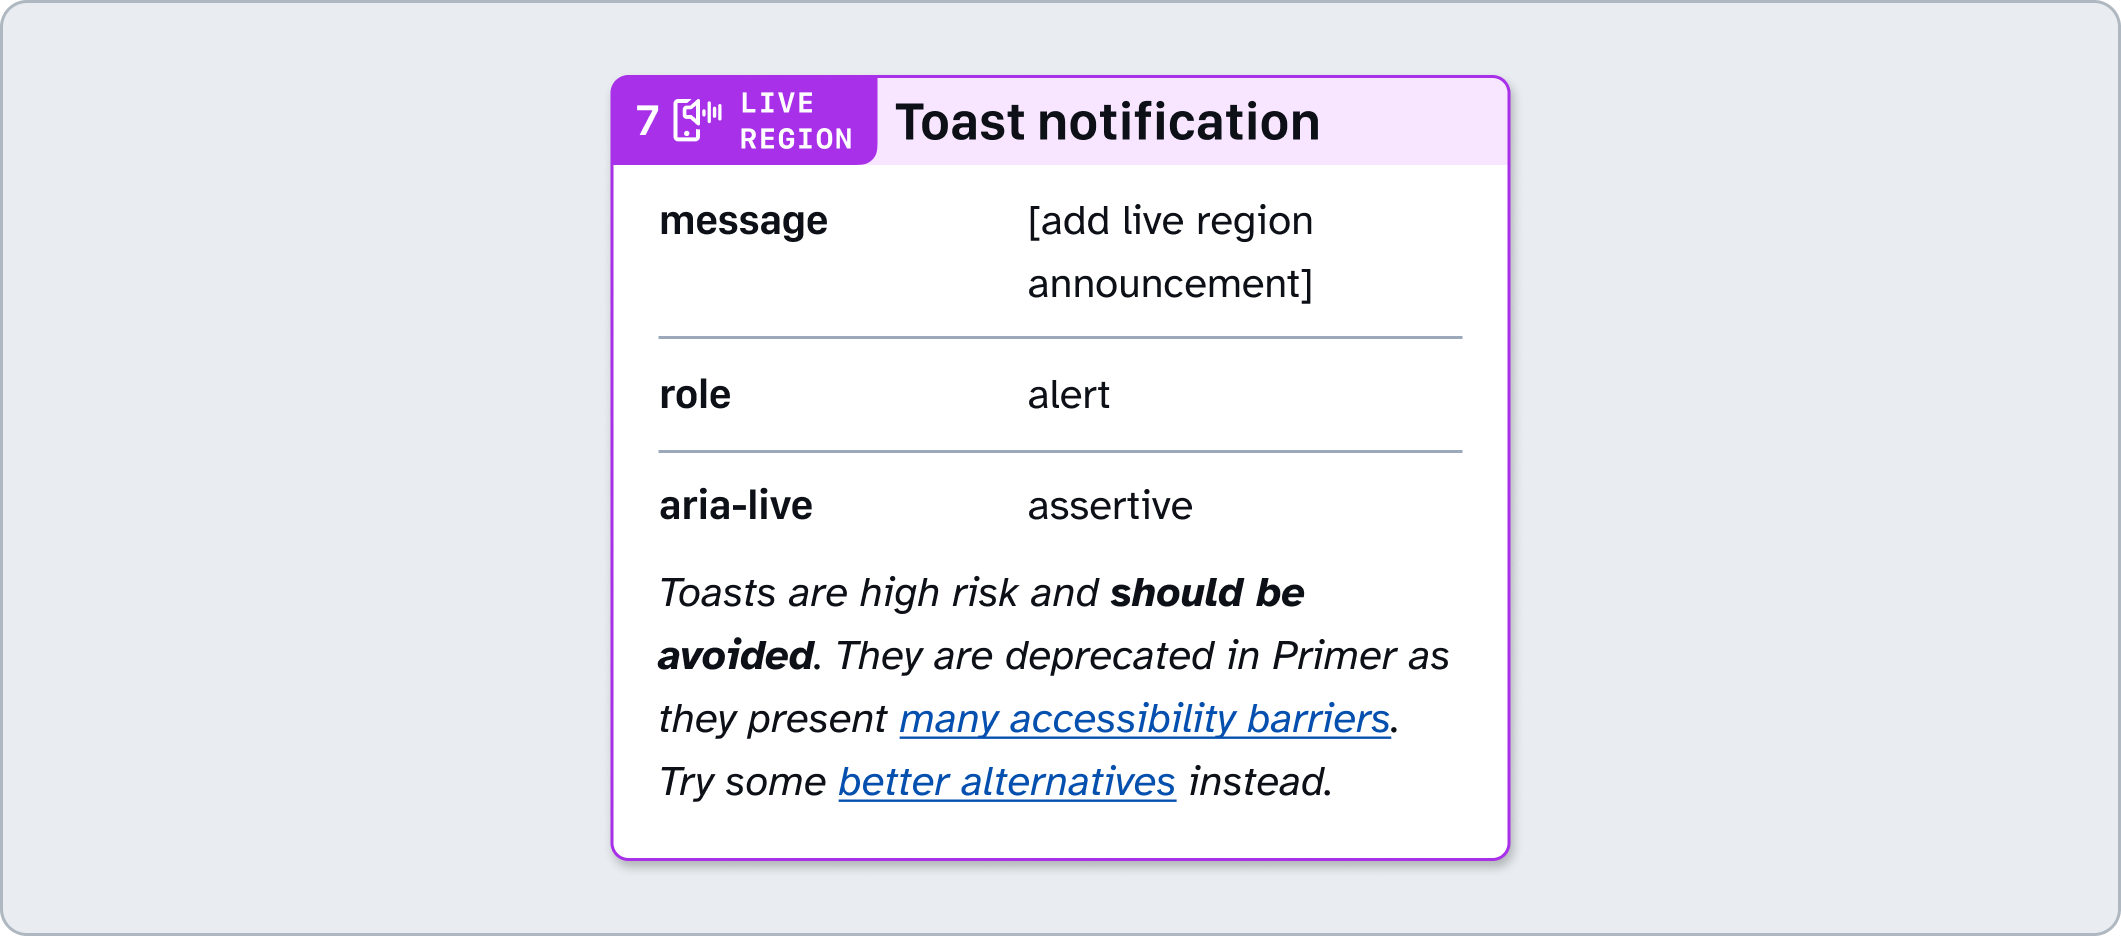 7 LIVE REGION Toast notification
message [add live region
announcement]
role alert
aria-live assertive
Toasts are high risk and should be
avoided. They are deprecated in Primer as
they present many accessibility barriers.
Try some better alternatives instead.